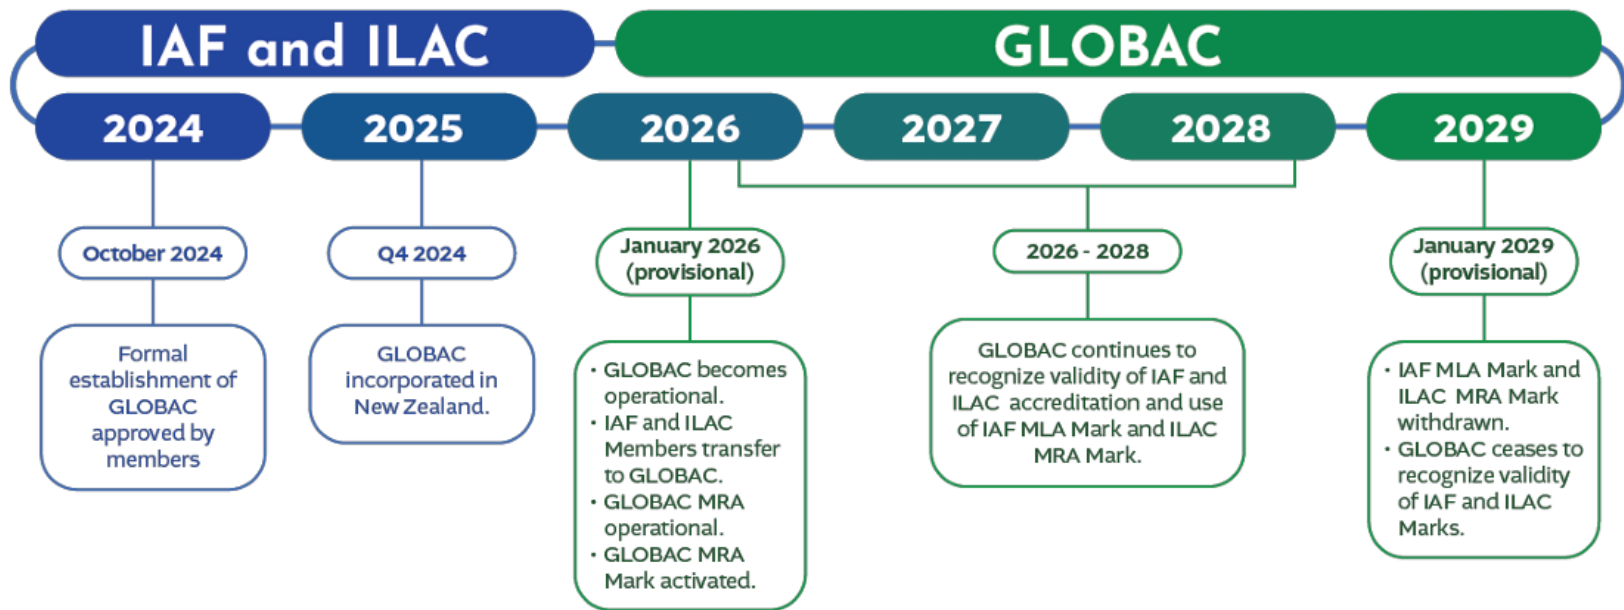 IAF and ILAC
GLOBAC
2024
2025
2026
2027
2028
2029
October 2024
Formal
establishment of
GLOBAC
approved by
members
Q4 2024
GLOBAC
incorporated in
New Zealand.
January 2026
(provisional)
• GLOBAC becomes
operational.
• IAF and ILAC
Members transfer
to GLOBAC.
• GLOBAC MRA
operational.
• GLOBAC MRA
Mark activated.
2026 - 2028
GLOBAC continues to
recognize validity of IAF and
ILAC accreditation and use
of IAF MLA Mark and ILAC
MRA Mark.
January 2029
(provisional)
• IAF MLA Mark and
ILAC MRA Mark
withdrawn.
• GLOBAC ceases to
recognize validity
of IAF and ILAC
Marks.